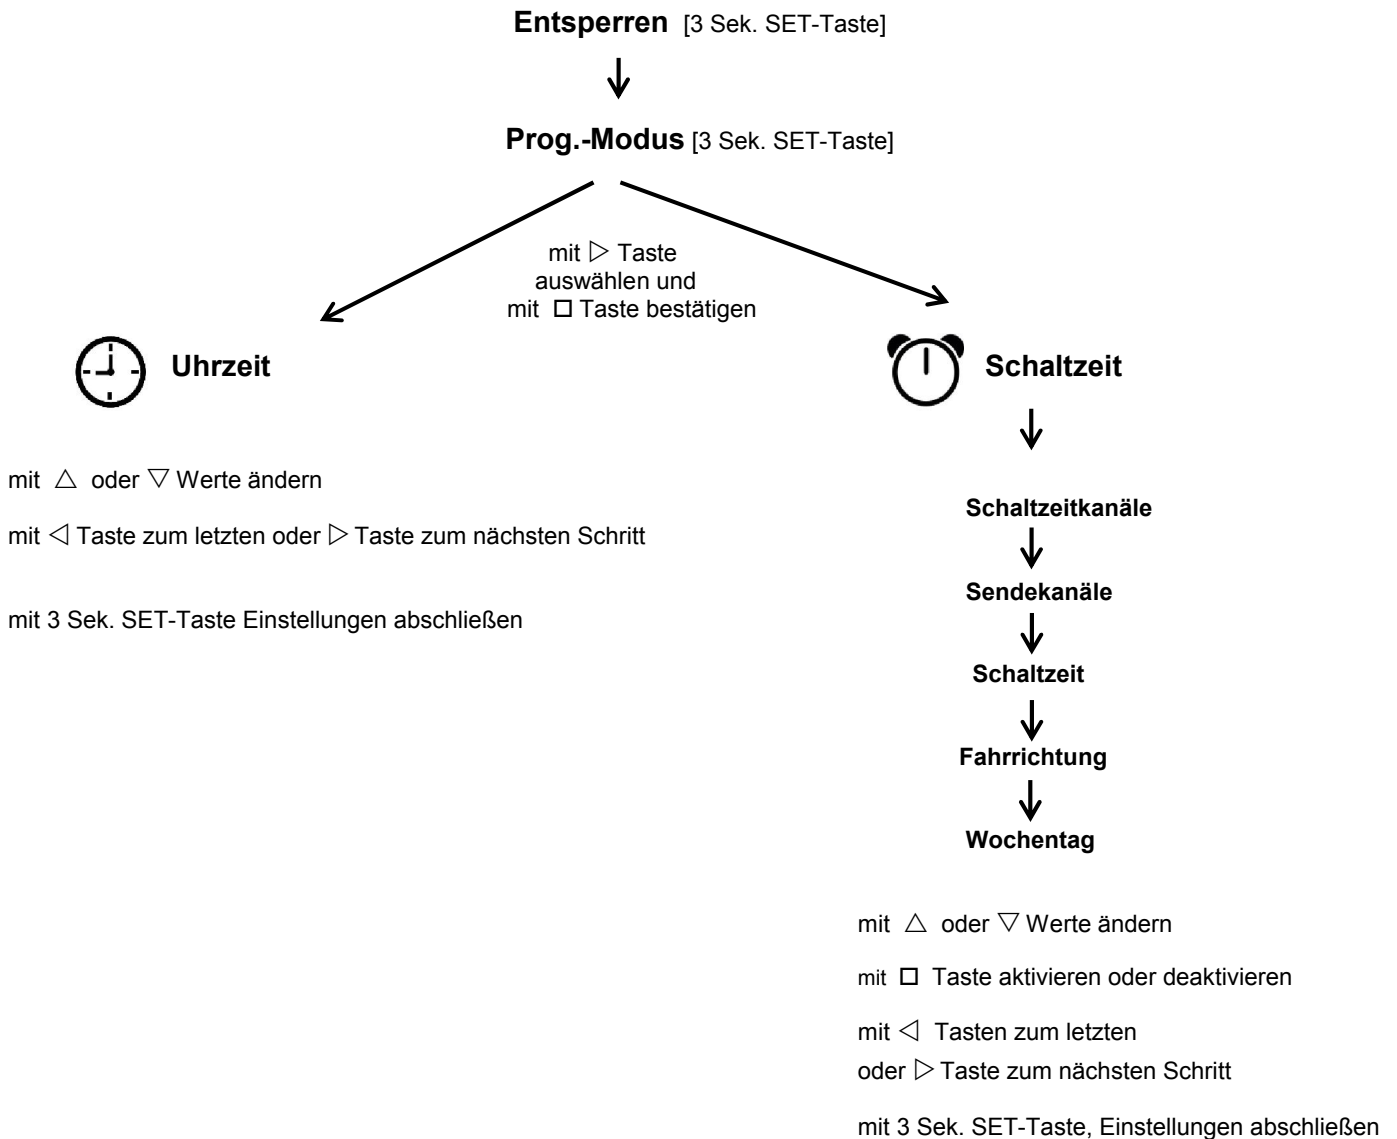 Entsperren [3 Sek. SET-Taste]
Prog.-Modus [3 Sek. SET-Taste]
mit ▷ Taste
auswählen und
mit □ Taste bestätigen
Uhrzeit
mit △ oder ▽ Werte ändern
mit ◁ Taste zum letzten oder ▷ Taste zum nächsten Schritt
mit 3 Sek. SET-Taste Einstellungen abschließen
Schaltzeit
Schaltzeitkanäle
Sendekanäle
Schaltzeit
Fahrrichtung
Wochentag
mit △ oder ▽ Werte ändern
mit □ Taste aktivieren oder deaktivieren
mit ◁ Tasten zum letzten
oder ▷ Taste zum nächsten Schritt
mit 3 Sek. SET-Taste, Einstellungen abschließen